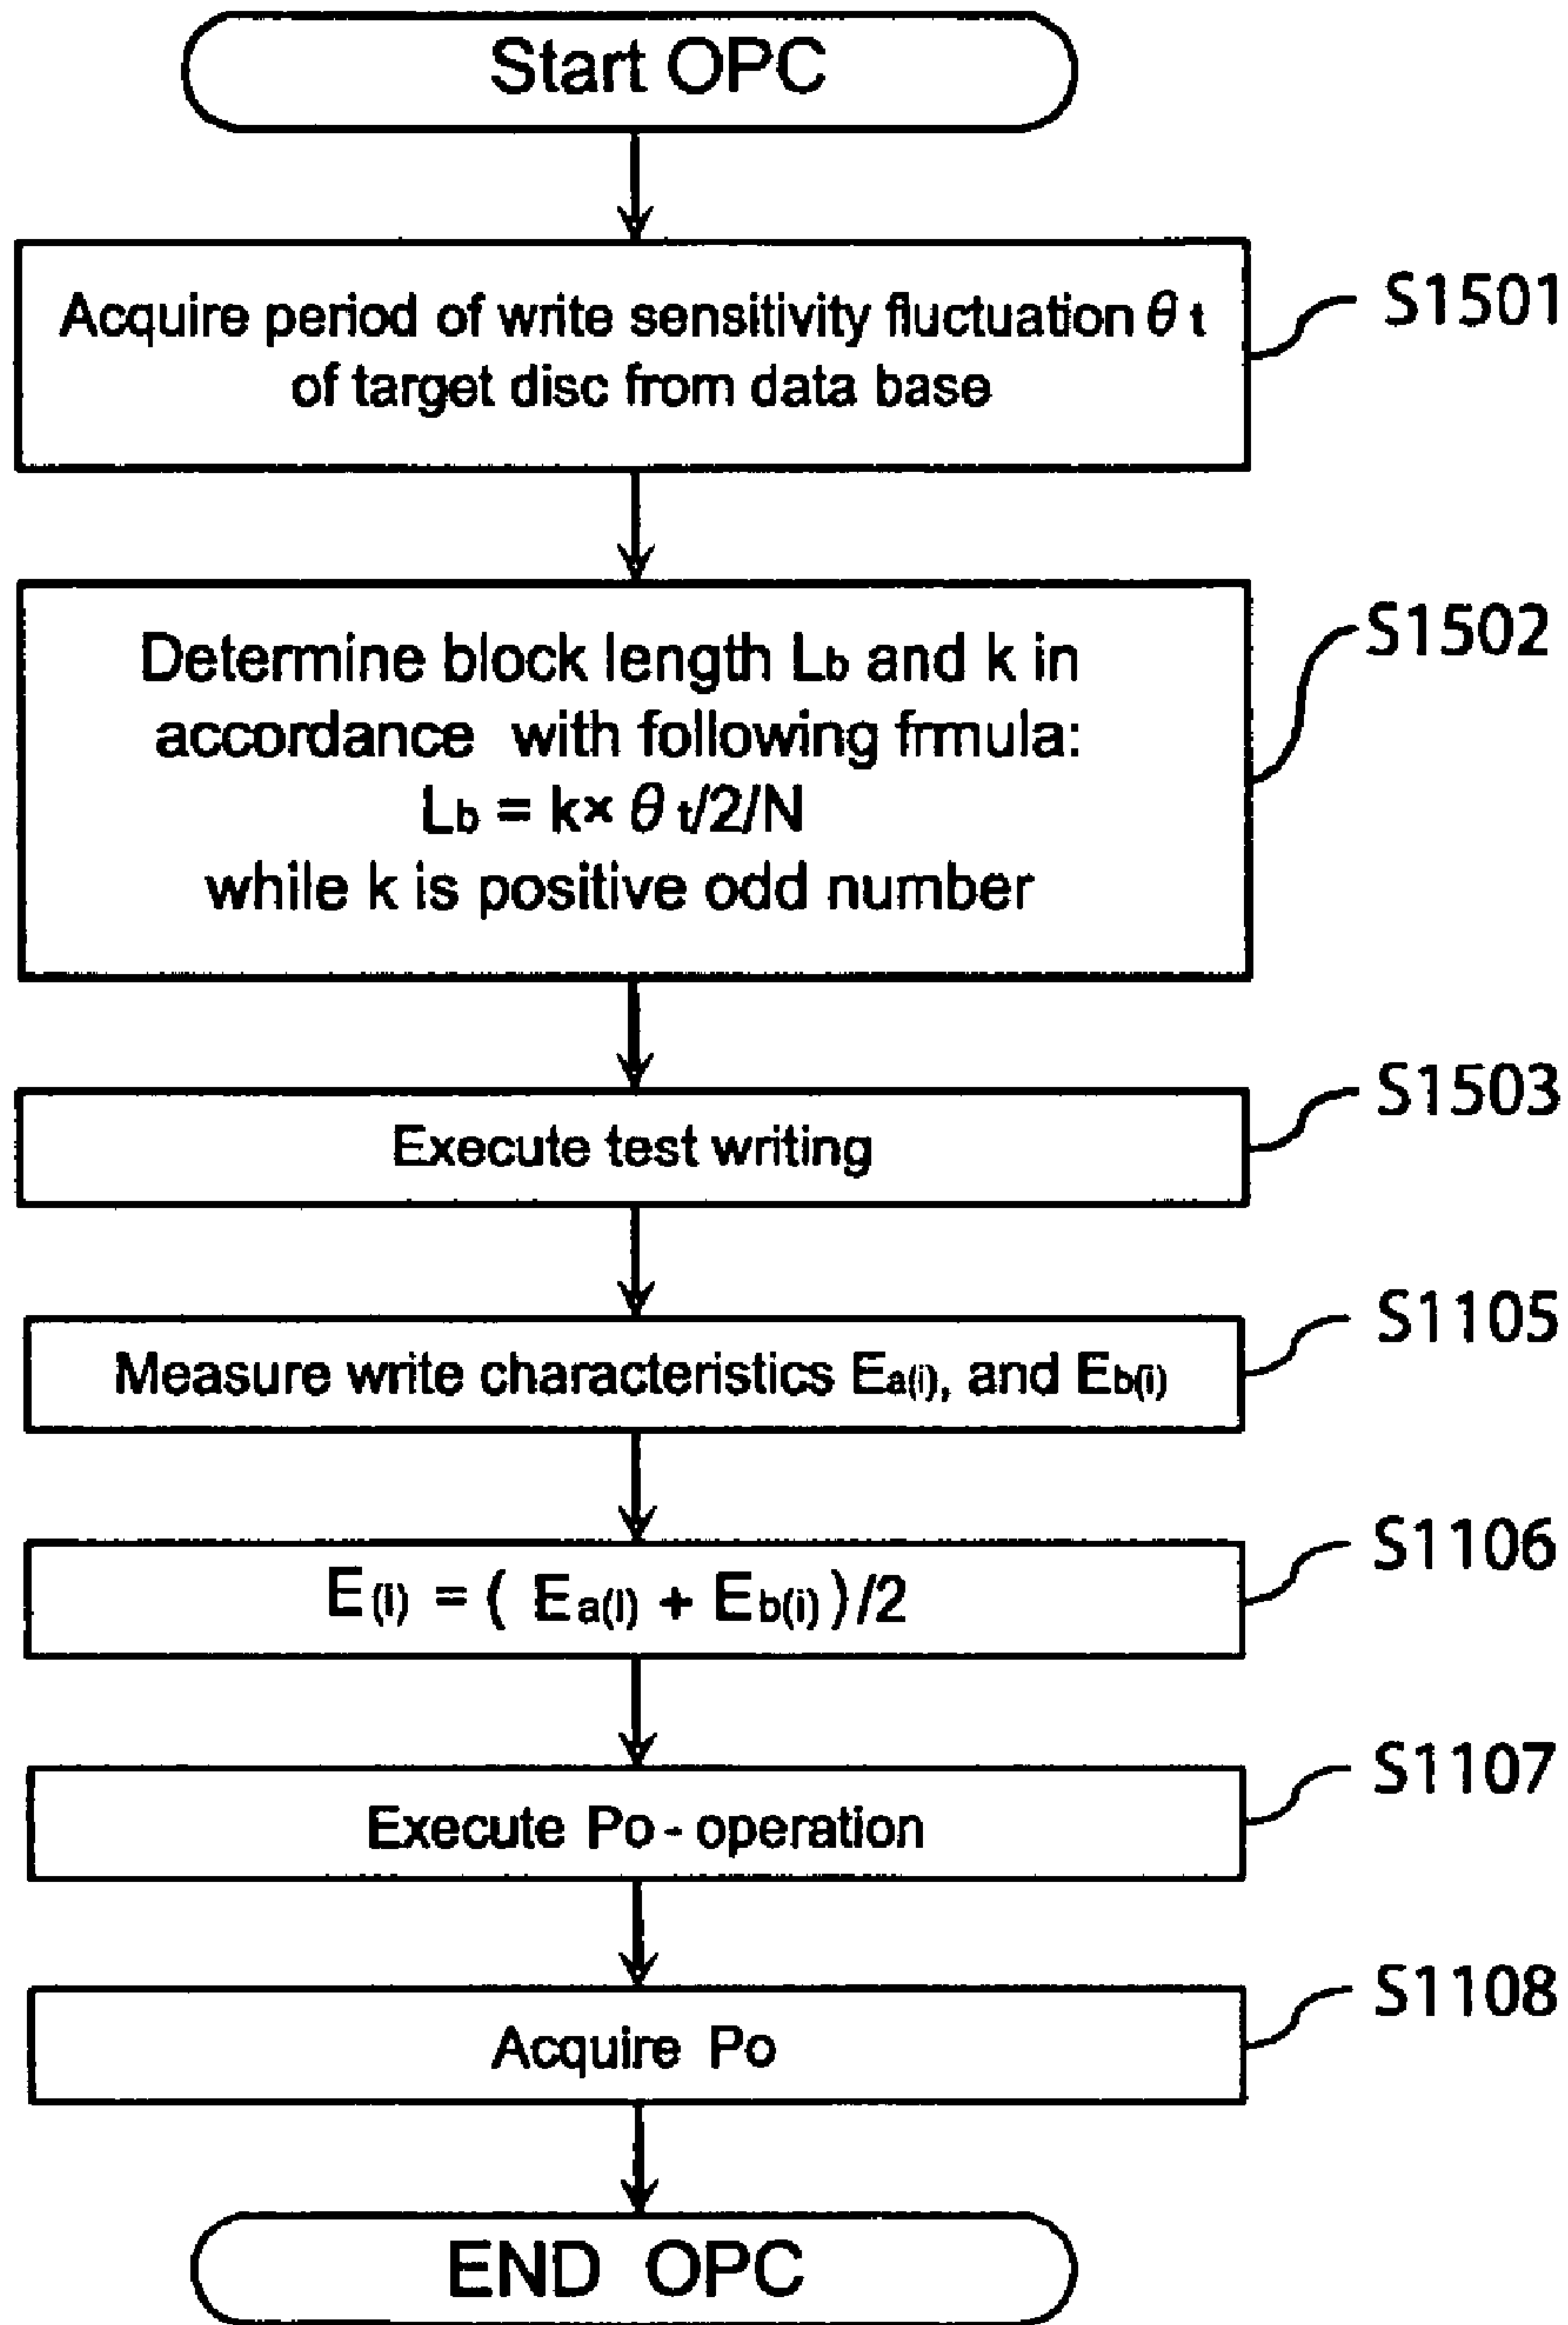 Start OPC
Acquire period of write sensitivity fluctuation θ t
of target disc from data base
S1501
Determine block length Lb and k in
accordance with following frmula:
Lb = k× θ t/2/N
while k is positive odd number
S1502
Execute test writing
S1503
Measure write characteristics Ea(i), and Eb(i)
S1105
E(i) = ( Ea(i) + Eb(i) )/2
S1106
Execute Po - operation
S1107
Acquire Po
S1108
END OPC